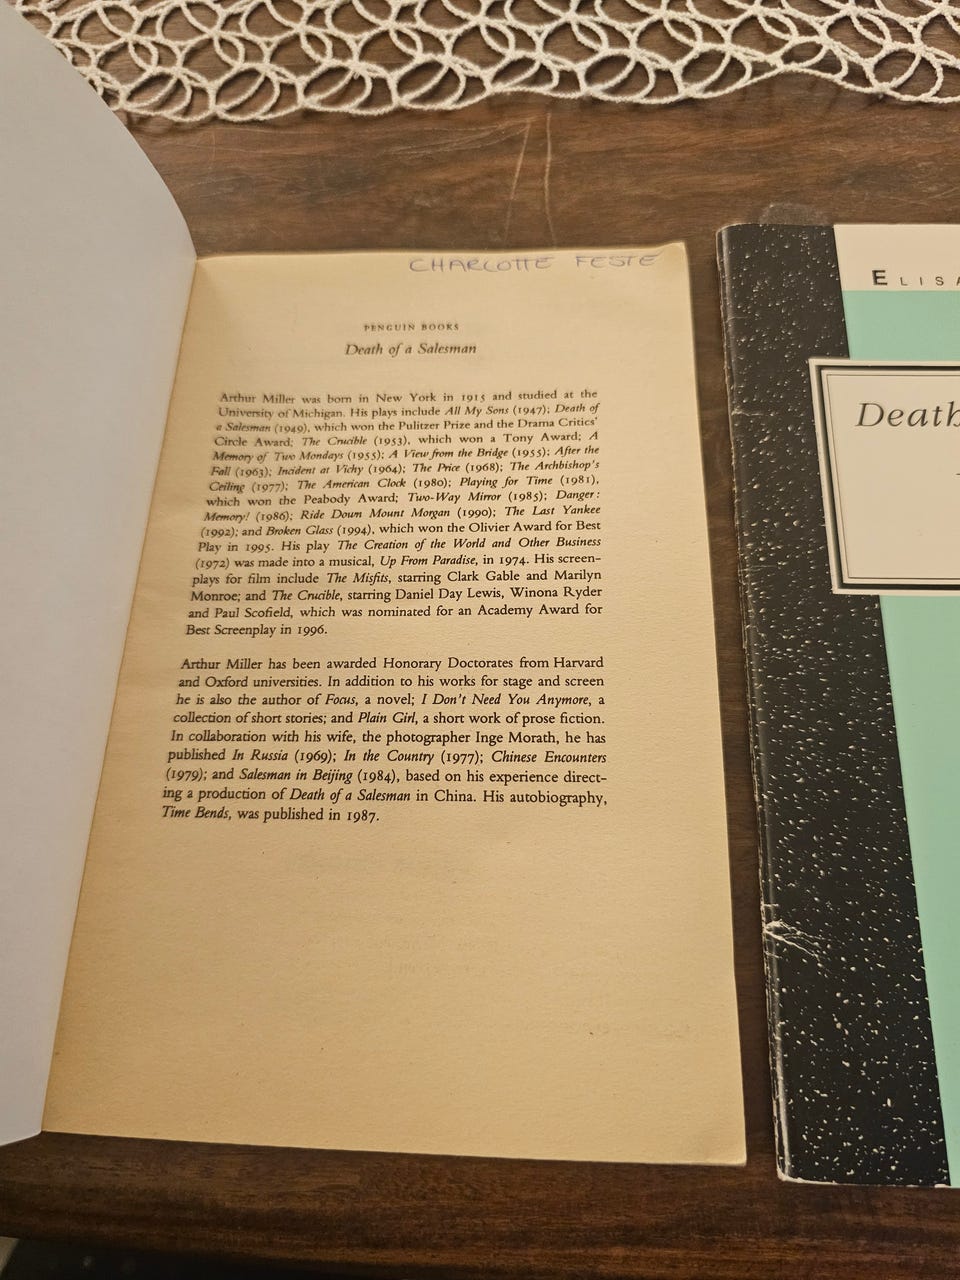 CHARLOTTE FESTE
PENGUIN BOOKS
Death of a Salesman
Arthur Miller was born in New York in 1915 and studied at the
University of Michigan. His plays include All My Sons (1947); Death of
a Salesman (1949), which won the Pulitzer Prize and the Drama Critics'
Circle Award; The Crucible (1953), which won a Tony Award; A
Memory of Two Mondays (1955); A View from the Bridge (1955); After the
Fall (1963); Incident at Vichy (1964); The Price (1968); The Archbishop's
Ceiling (1977); The American Clock (1980); Playing for Time (1981),
which won the Peabody Award; Two-Way Mirror (1985); Danger:
Memory! (1986); Ride Down Mount Morgan (1990); The Last Yankee
(1992); and Broken Glass (1994), which won the Olivier Award for Best
Play in 1995. His play The Creation of the World and Other Business
(1972) was made into a musical, Up From Paradise, in 1974. His screen-
plays for film include The Misfits, starring Clark Gable and Marilyn
Monroe; and The Crucible, starring Daniel Day Lewis, Winona Ryder
and Paul Scofield, which was nominated for an Academy Award for
Best Screenplay in 1996.
Arthur Miller has been awarded Honorary Doctorates from Harvard
and Oxford universities. In addition to his works for stage and screen
he is also the author of Focus, a novel; I Don't Need You Anymore, a
collection of short stories; and Plain Girl, a short work of prose fiction.
In collaboration with his wife, the photographer Inge Morath, he has
published In Russia (1969); In the Country (1977); Chinese Encounters
(1979); and Salesman in Beijing (1984), based on his experience direct-
ing a production of Death of a Salesman in China. His autobiography,
Time Bends, was published in 1987.
ELISA
Death